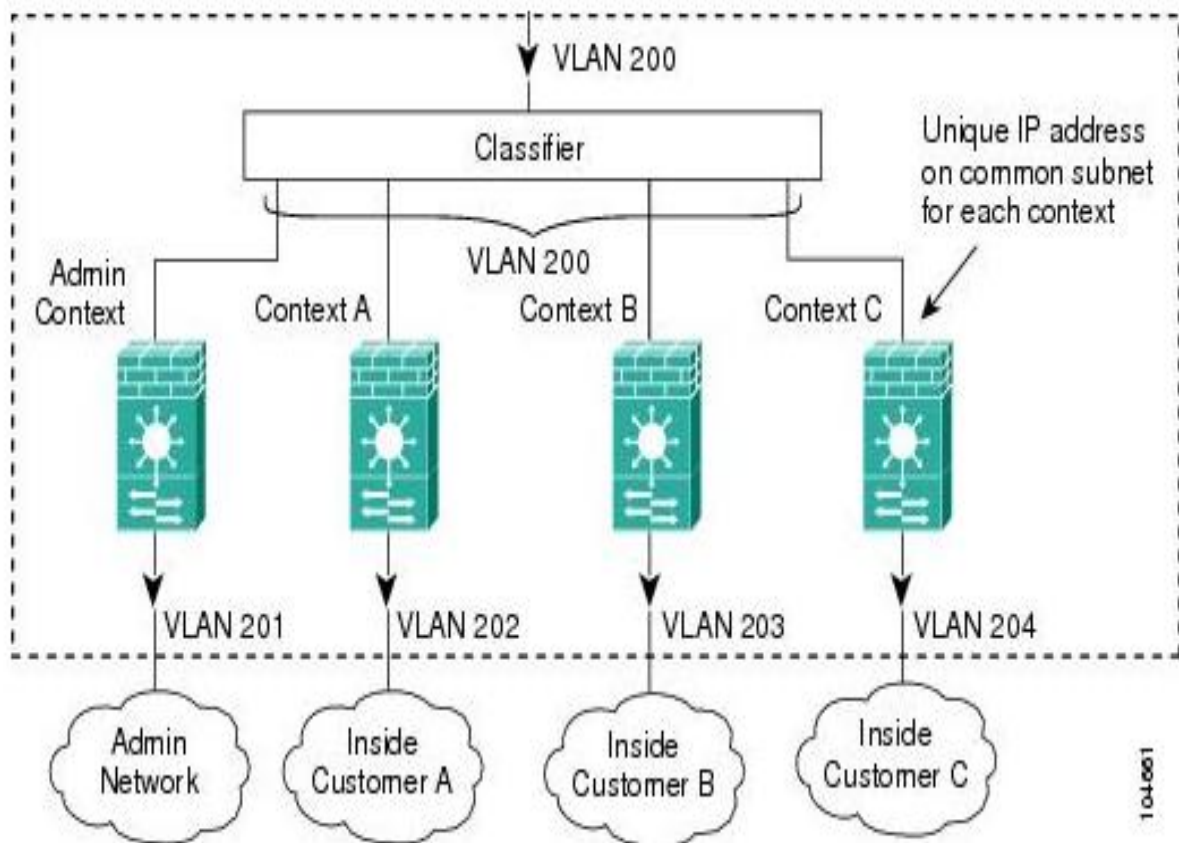 VLAN 200
Classifier
Unique IP address
on common subnet
for each context
VLAN 200
Admin
Context
Context A
Context B
Context C
VLAN 201
VLAN 202
VLAN 203
VLAN 204
Admin
Network
Inside
Customer A
Inside
Customer B
Inside
Customer C
104661